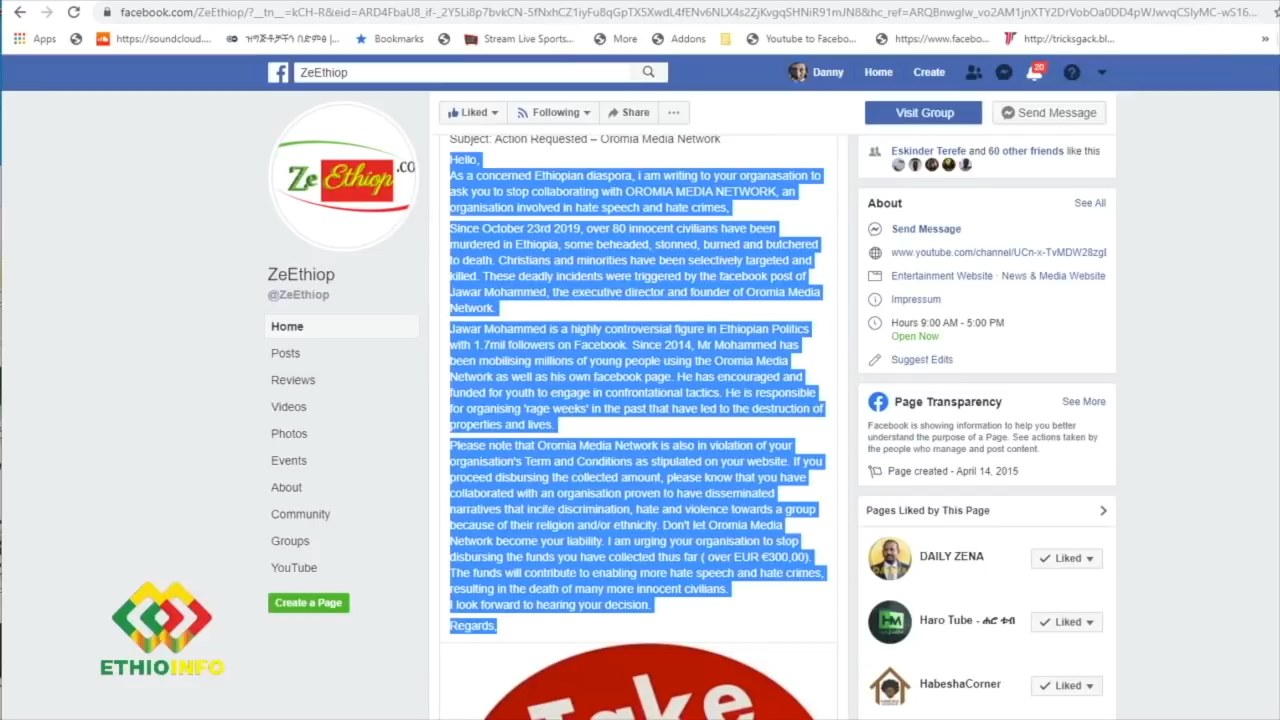 facebook.com/ZeEthiop/?__tn__=kCH-R&eid=ARD4FbaU8_if-_2Y5Li8p7bvkCN-5fNxhCZ1iyFu8qGpTX5XwdL4fENv6NLX4s2ZjKvgqSHNiR91mJN8&hc_ref=ARQBnwgIw_vo2AM1jnXTY2DrVobOa0DD4pWJwvqCSIyMC-wS16...
Apps https://soundcloud.... Bookmarks Stream Live Sports... More Addons Youtube to Facebo... https://www.facebo... http://tricksgack.bl... »
ZeEthiop Danny Home Create 20
Liked Following Share ... Visit Group Send Message
Ze Ethiop .co
ZeEthiop
@ZeEthiop
Home
Posts
Reviews
Videos
Photos
Events
About
Community
Groups
YouTube
Create a Page
Subject: Action Requested – Oromia Media Network
Hello,
As a concerned Ethiopian diaspora, i am writing to your organasation to
ask you to stop collaborating with OROMIA MEDIA NETWORK, an
organisation involved in hate speech and hate crimes,
Since October 23rd 2019, over 80 innocent civilians have been
murdered in Ethiopia, some beheaded, stonned, burned and butchered
to death. Christians and minorities have been selectively targeted and
killed. These deadly incidents were triggered by the facebook post of
Jawar Mohammed, the executive director and founder of Oromia Media
Network.
Jawar Mohammed is a highly controversial figure in Ethiopian Politics
with 1.7mil followers on Facebook. Since 2014, Mr Mohammed has
been mobilising millions of young people using the Oromia Media
Network as well as his own facebook page. He has encouraged and
funded for youth to engage in confrontational tactics. He is responsible
for organising 'rage weeks' in the past that have led to the destruction of
properties and lives.
Please note that Oromia Media Network is also in violation of your
organisation's Term and Conditions as stipulated on your website. If you
proceed disbursing the collected amount, please know that you have
collaborated with an organisation proven to have disseminated
narratives that incite discrimination, hate and violence towards a group
because of their religion and/or ethnicity. Don't let Oromia Media
Network become your liability. I am urging your organisation to stop
disbursing the funds you have collected thus far ( over EUR €300,00).
The funds will contribute to enabling more hate speech and hate crimes,
resulting in the death of many more innocent civilians.
I look forward to hearing your decision.
Regards,
Take
Eskinder Terefe and 60 other friends like this
About See All
Send Message
www.youtube.com/channel/UCn-x-TvMDW28zgl
Entertainment Website · News & Media Website
Impressum
Hours 9:00 AM - 5:00 PM
Open Now
Suggest Edits
Page Transparency See More
Facebook is showing information to help you better
understand the purpose of a Page. See actions taken by
the people who manage and post content.
Page created - April 14, 2015
Pages Liked by This Page
DAILY ZENA Liked
Haro Tube - ሐሮ ቱብ Liked
HM
HabeshaCorner Liked
ETHIOINFO